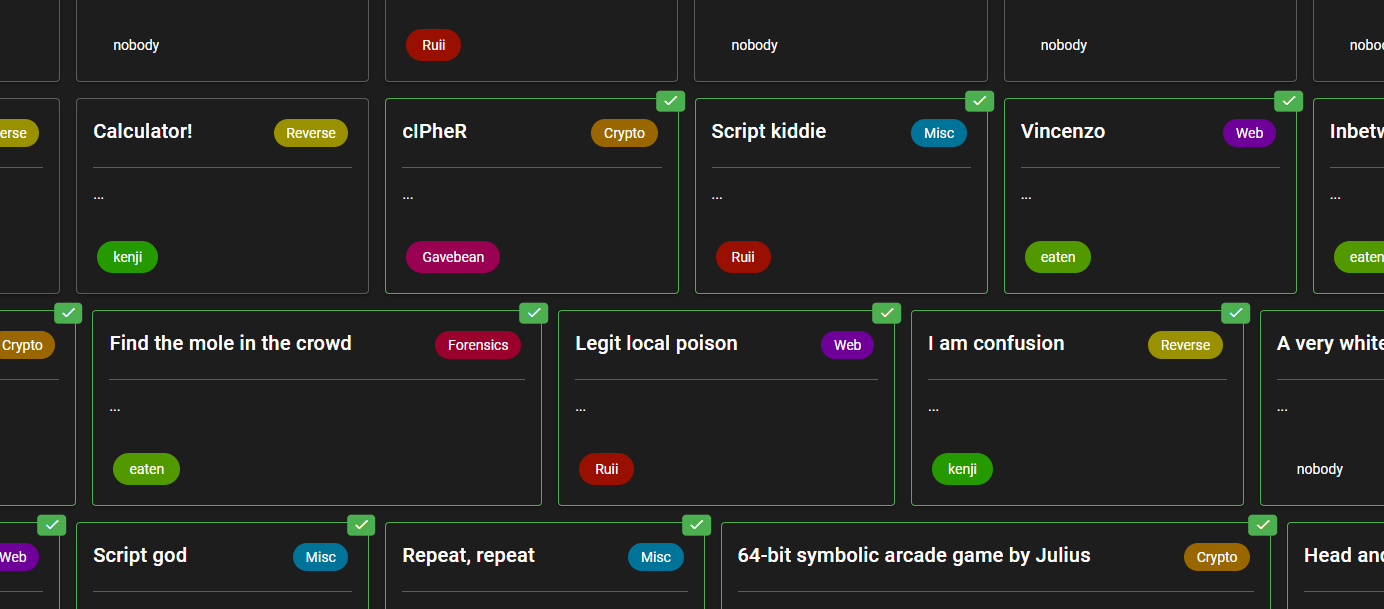 nobody Ruii nobody nobody nobo
erse Calculator! Reverse cIPheR Crypto Script kiddie Misc Vincenzo Web Inbetw
... ... ... ... ...
kenji Gavebean Ruii eaten eaten
Crypto Find the mole in the crowd Forensics Legit local poison Web I am confusion Reverse A very white
... ... ... ...
eaten Ruii kenji nobody
Web Script god Misc Repeat, repeat Misc 64-bit symbolic arcade game by Julius Crypto Head and